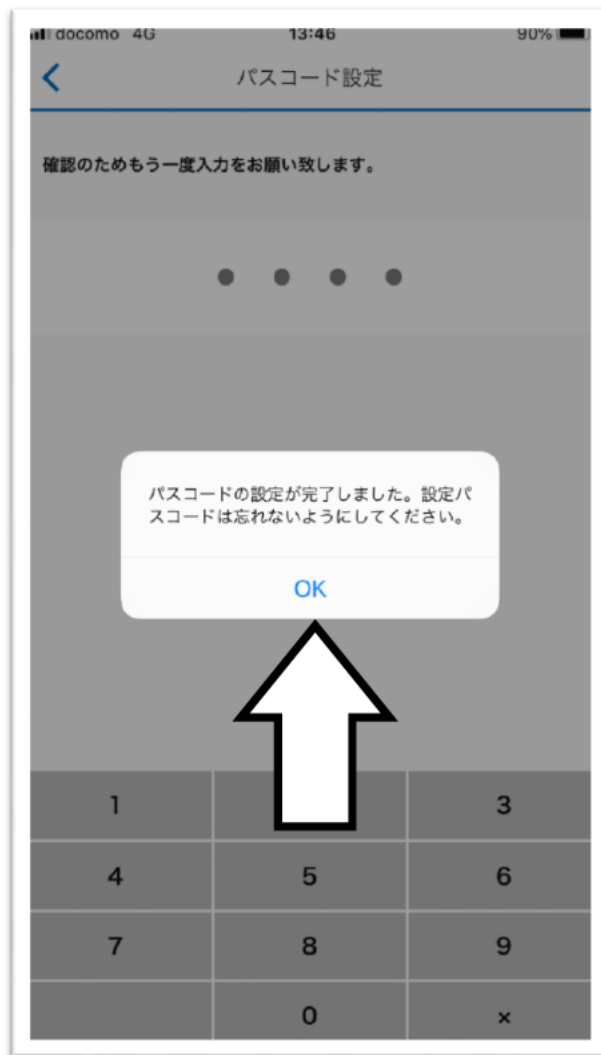 docomo 4G 13:46 90%
パスコード設定
確認のためもう一度入力をお願い致します。
パスコードの設定が完了しました。設定パ
スコードは忘れないようにしてください。
OK
1 3
4 5 6
7 8 9
0 ×